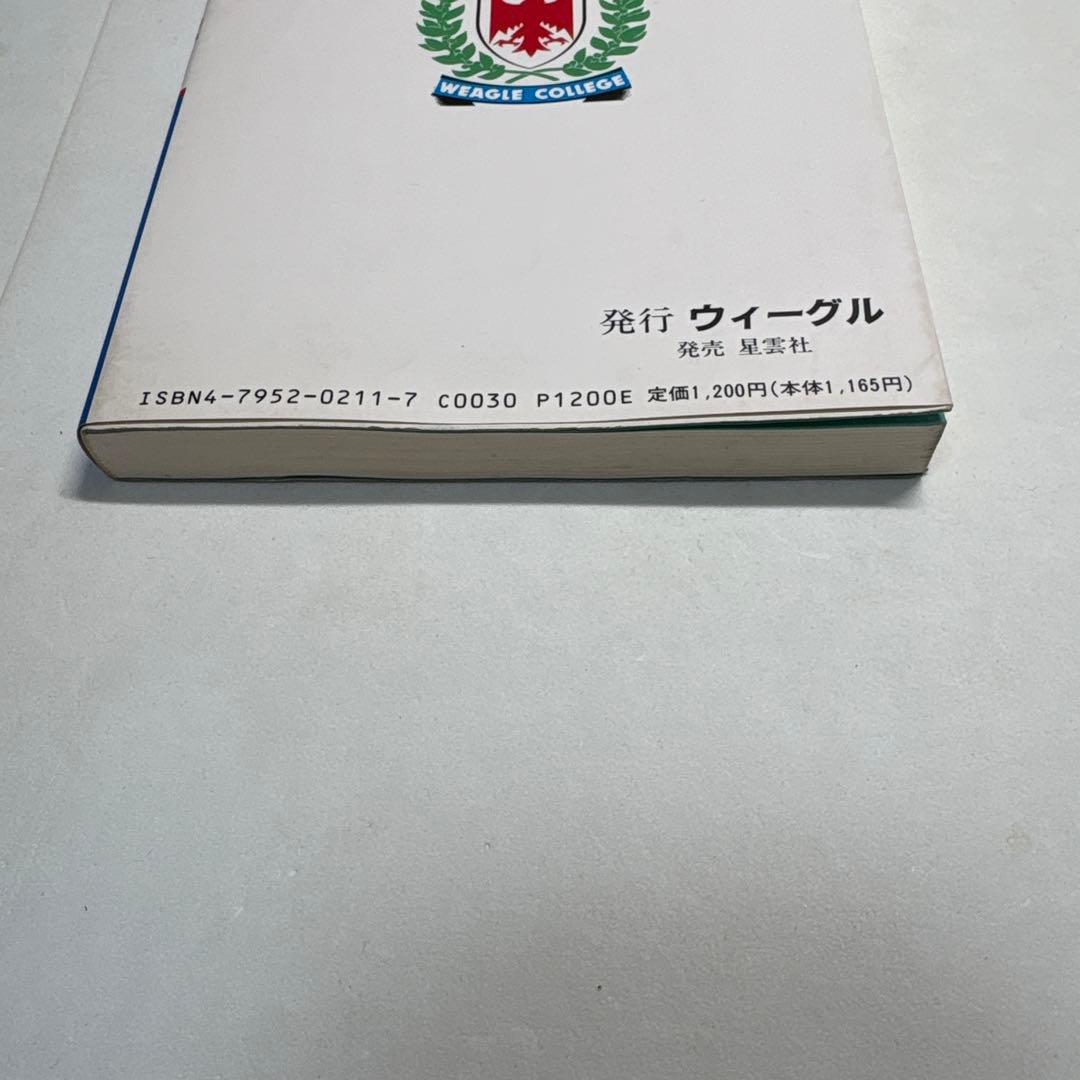 WEAGLE COLLEGE
発行 ウィーグル
発売 星雲社
ISBN4-7952-0211-7 C0030 P1200E 定価1,200円(本体1,165円)